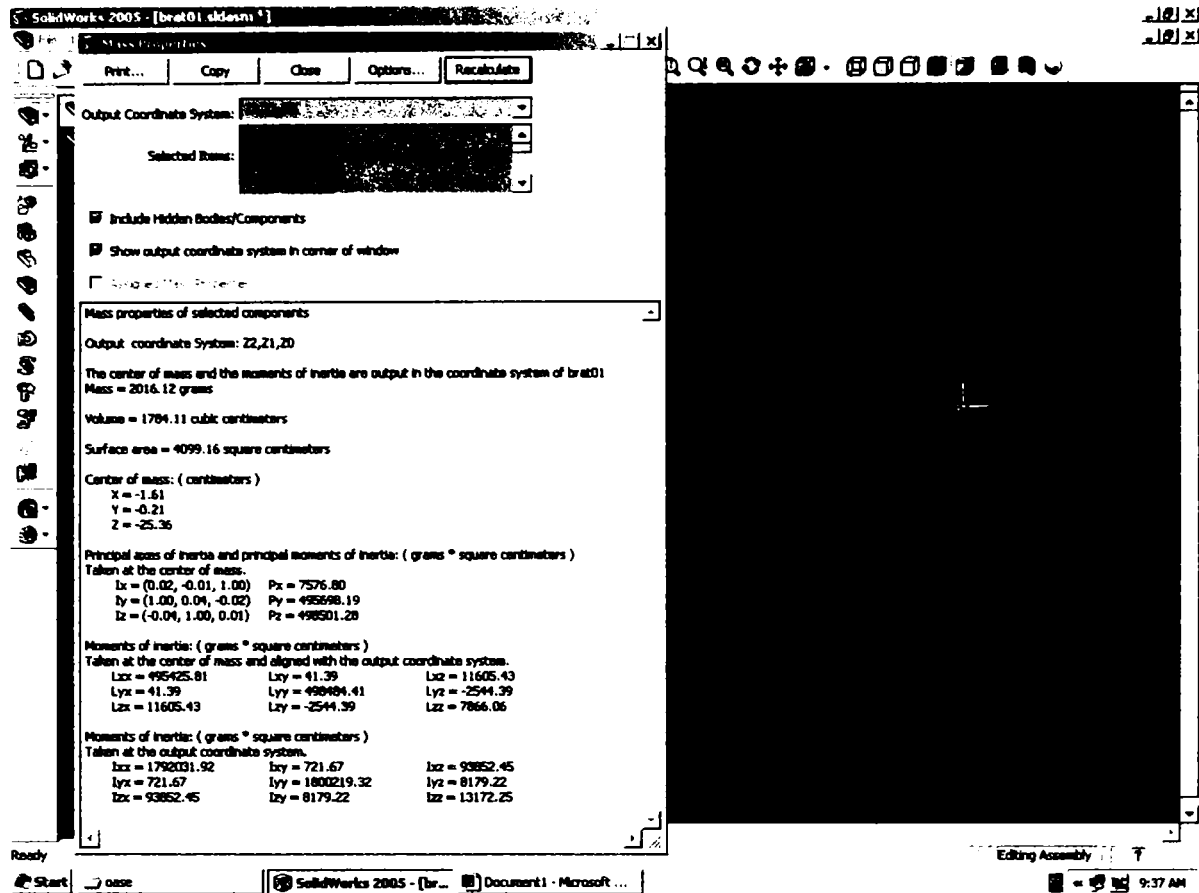 SolidWorks 2005 - [brat01.sldasm *]
Mass Properties
Print... Copy Close Options... Recalculate
Output Coordinate System:
Selected Items:
Include Hidden Bodies/Components
Show output coordinate system in corner of window
Mass properties of selected components
Output coordinate System: 22,21,20
The center of mass and the moments of inertia are output in the coordinate system of brat01
Mass = 2016.12 grams
Volume = 1784.11 cubic centimeters
Surface area = 4099.16 square centimeters
Center of mass: ( centimeters )
X = -1.61
Y = -0.21
Z = -25.36
Principal axes of inertia and principal moments of inertia: ( grams * square centimeters )
Taken at the center of mass.
Ix = (0.02, -0.01, 1.00) Px = 7576.80
Iy = (1.00, 0.04, -0.02) Py = 495698.19
Iz = (-0.04, 1.00, 0.01) Pz = 498501.28
Moments of inertia: ( grams * square centimeters )
Taken at the center of mass and aligned with the output coordinate system.
Lxx = 495425.81 Lxy = 41.39 Lxz = 11605.43
Lyx = 41.39 Lyy = 498484.41 Lyz = -2544.39
Lzx = 11605.43 Lzy = -2544.39 Lzz = 7866.06
Moments of inertia: ( grams * square centimeters )
Taken at the output coordinate system.
Ixx = 1792031.92 Ixy = 721.67 Ixz = 93852.45
Iyx = 721.67 Iyy = 1800219.32 Iyz = 8179.22
Izx = 93852.45 Izy = 8179.22 Izz = 13172.25
Ready
Editing Assembly
Start oase SolidWorks 2005 - [br... Document1 - Microsoft ... 9:37 AM